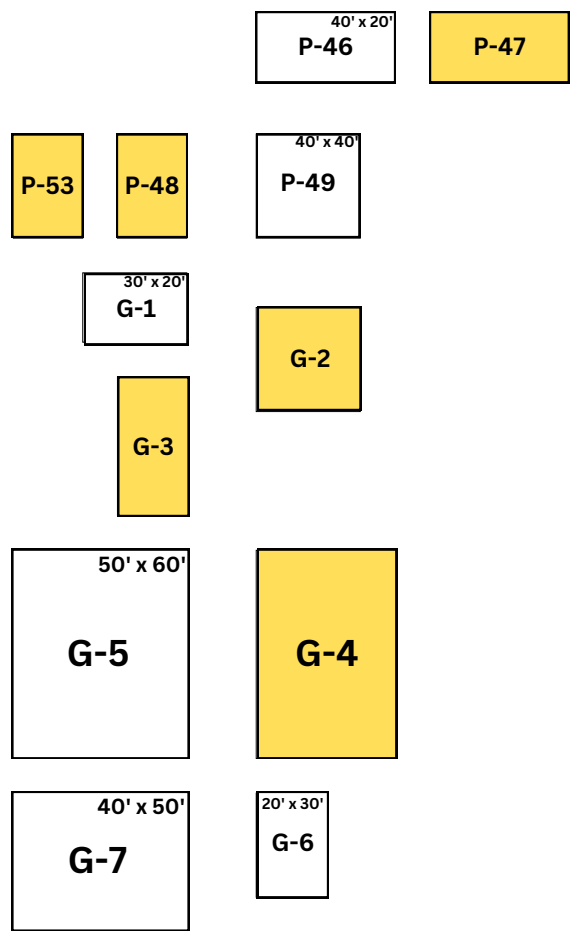 40' x 20'
P-46
P-47
P-53
P-48
40' x 40'
P-49
30' x 20'
G-1
G-2
G-3
50' x 60'
G-5
G-4
40' x 50'
G-7
20' x 30'
G-6